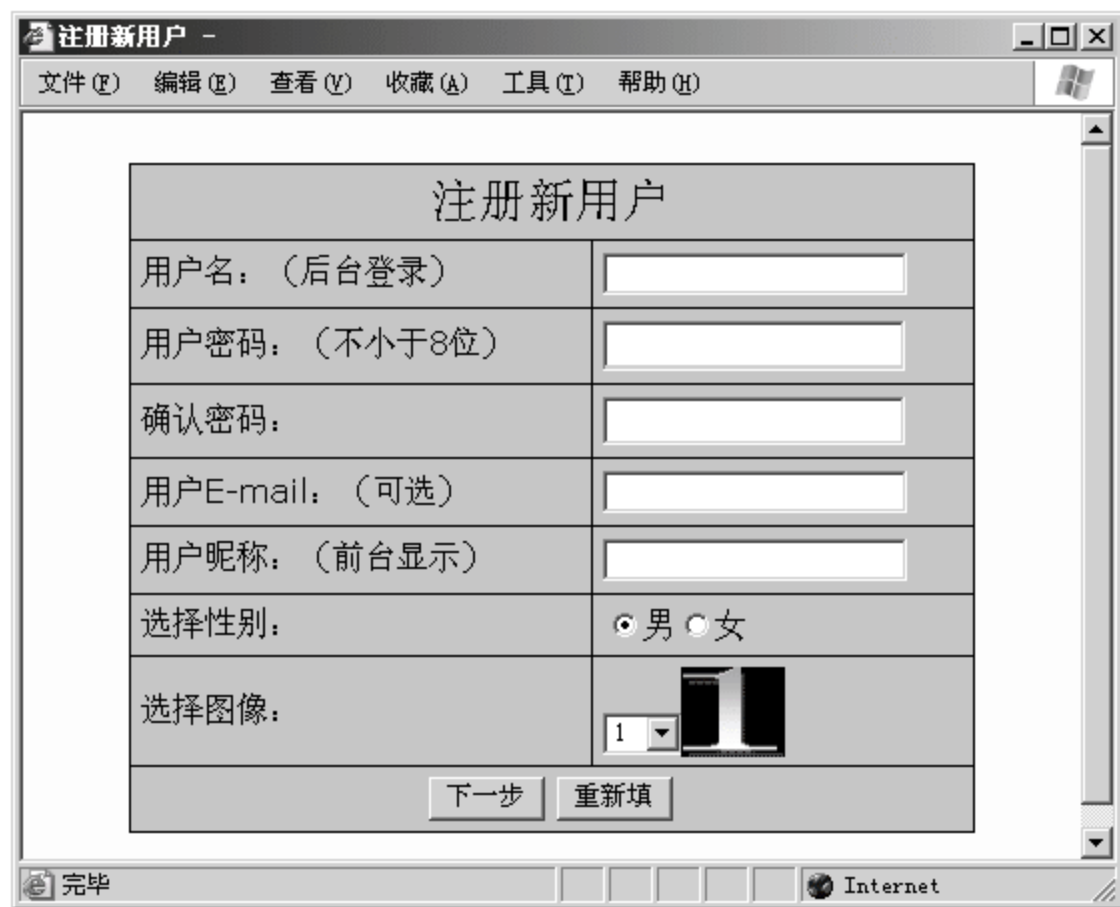 注册新用户 -
文件(F) 编辑(E) 查看(V) 收藏(A) 工具(T) 帮助(H)
注册新用户
用户名：（后台登录）
用户密码：（不小于8位）
确认密码：
用户E-mail：（可选）
用户昵称：（前台显示）
选择性别： 男 女
选择图像： 1 1
下一步 重新填
完毕 Internet